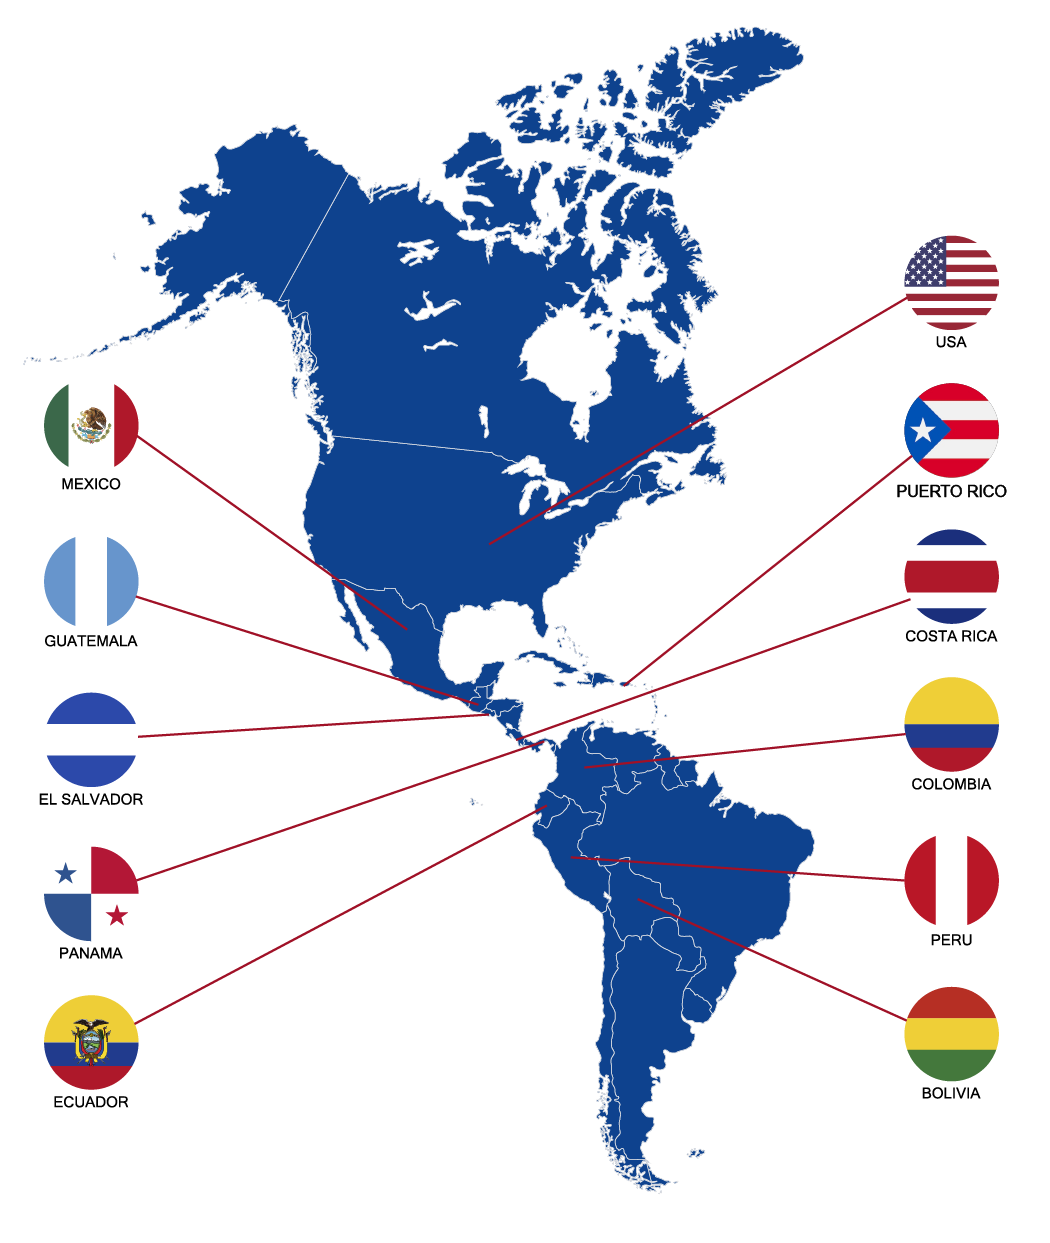 USA
MEXICO
PUERTO RICO
GUATEMALA
COSTA RICA
EL SALVADOR
COLOMBIA
PANAMA
PERU
ECUADOR
BOLIVIA